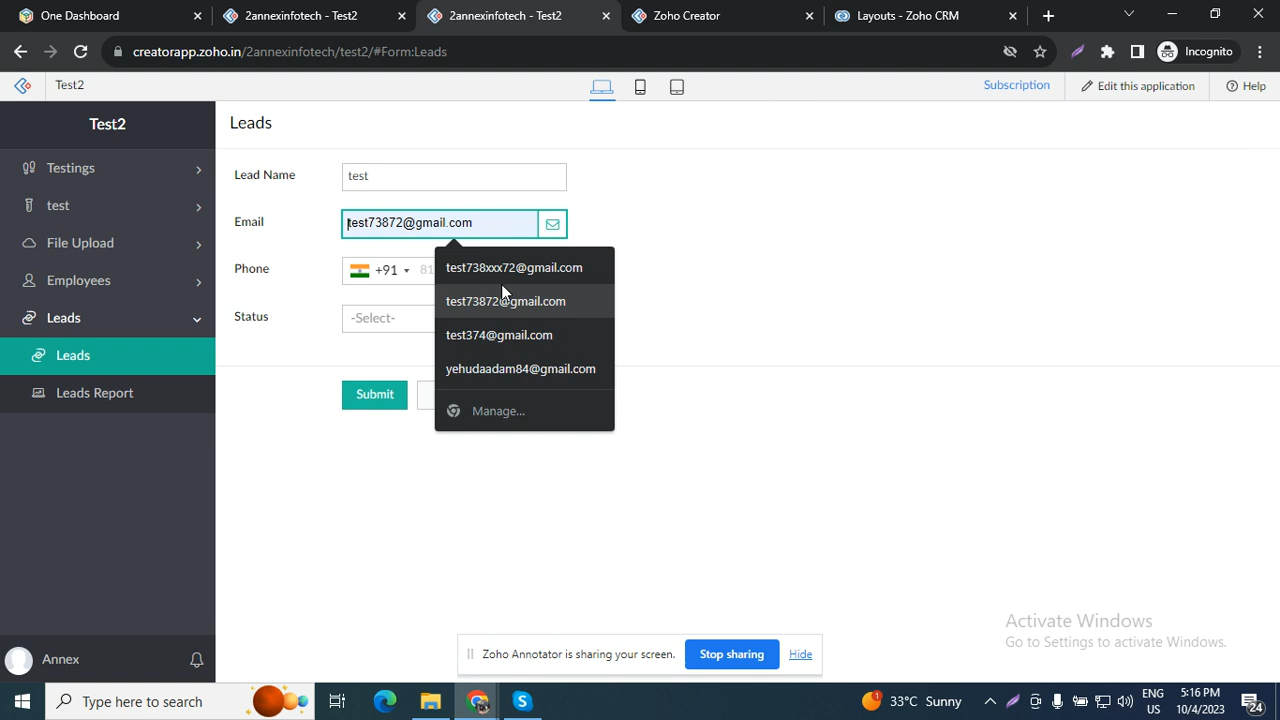 One Dashboard
2annexinfotech - Test2
2annexinfotech - Test2
Zoho Creator
Layouts - Zoho CRM
creatorapp.zoho.in/2annexinfotech/test2/#Form:Leads
Incognito
Test2
Subscription
Edit this application
Help
Test2
Testings
test
File Upload
Employees
Leads
Leads
Leads Report
Annex
Leads
Lead Name
test
Email
test73872@gmail.com
Phone
+91
81
Status
-Select-
Submit
test738xxx72@gmail.com
test73872@gmail.com
test374@gmail.com
yehudaadam84@gmail.com
Manage...
Activate Windows
Go to Settings to activate Windows.
Zoho Annotator is sharing your screen.
Stop sharing
Hide
Type here to search
1
33°C Sunny
ENG
US
5:16 PM
10/4/2023
24